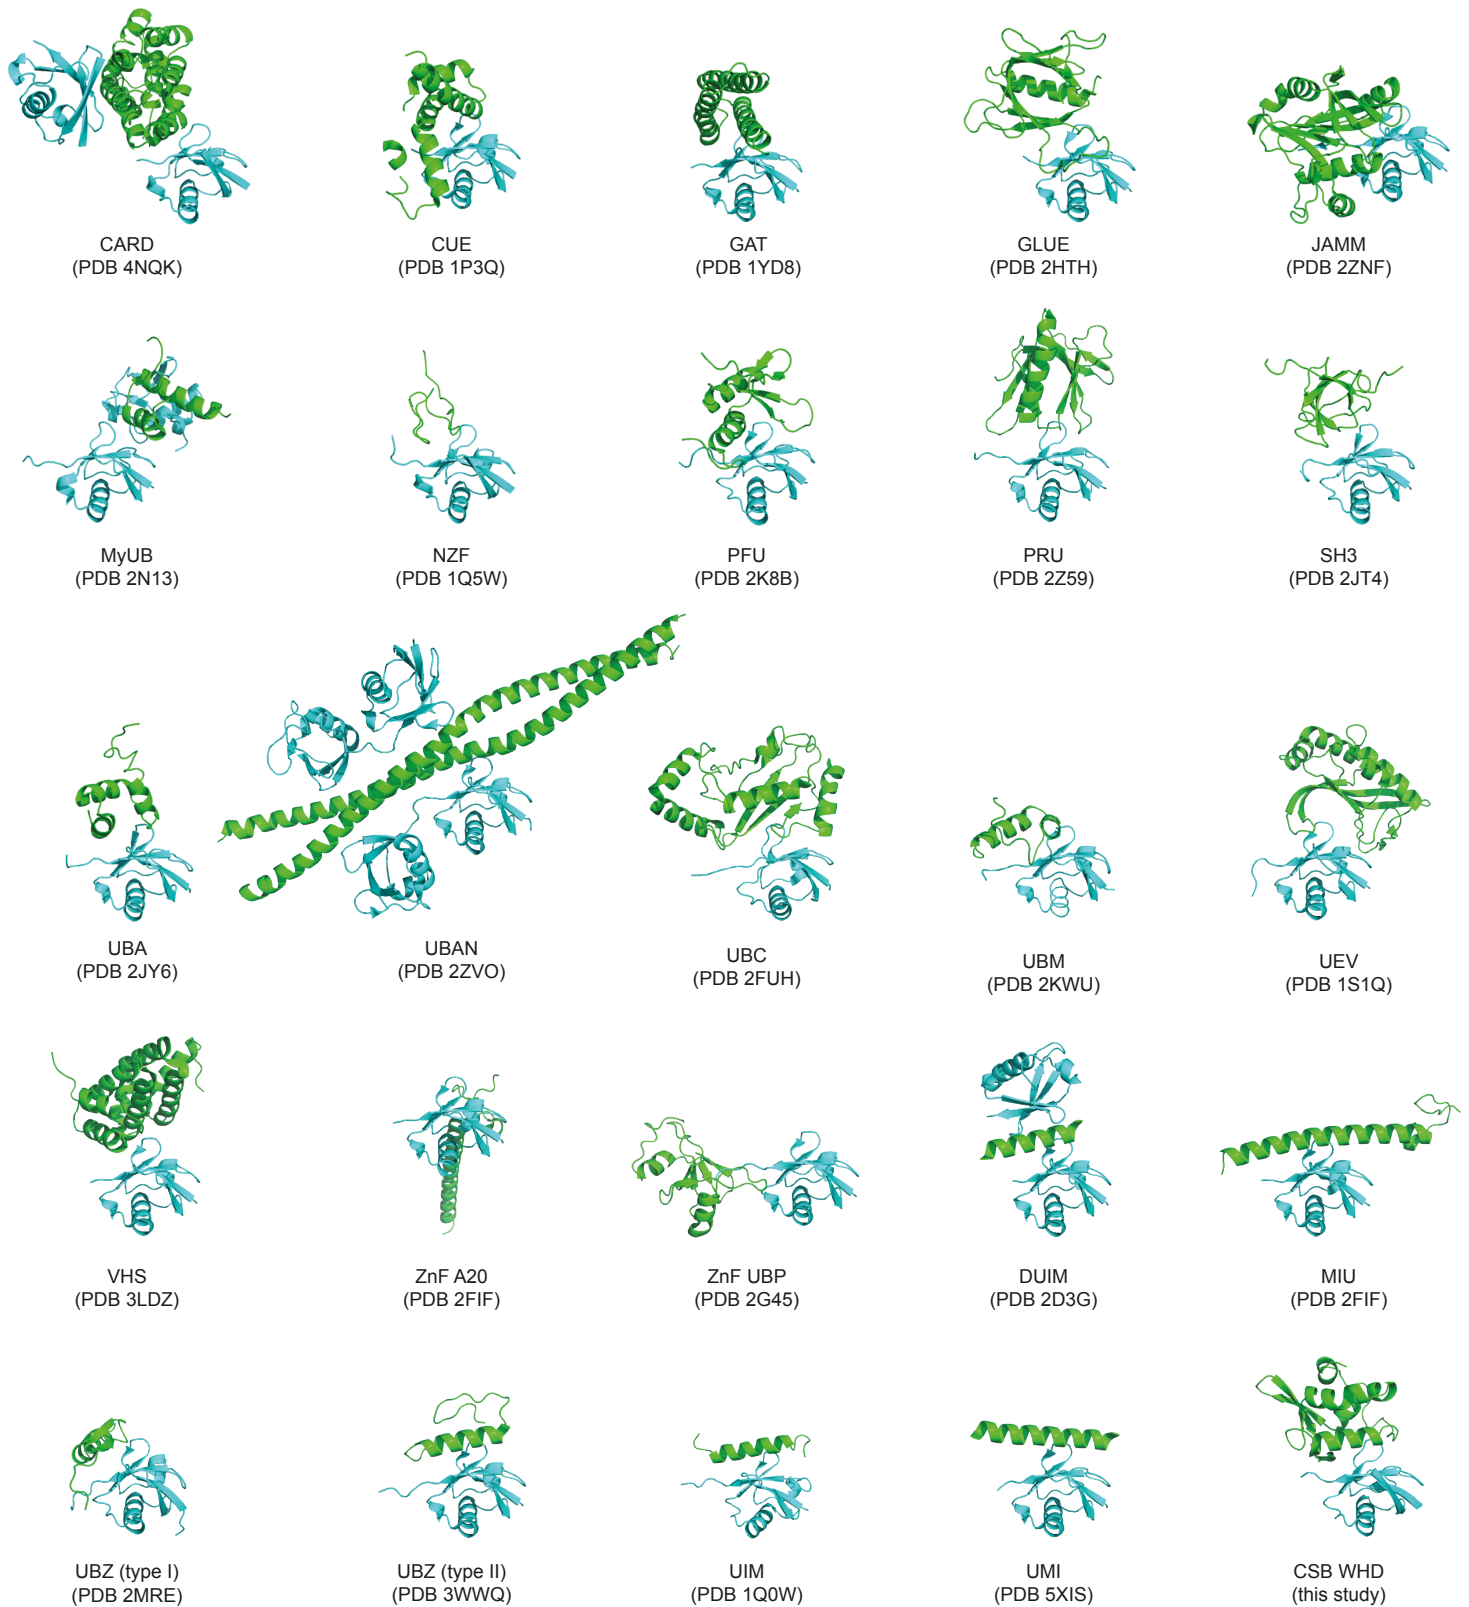 CARD
(PDB 4NQK)
CUE
(PDB 1P3Q)
GAT
(PDB 1YD8)
GLUE
(PDB 2HTH)
JAMM
(PDB 2ZNF)
MyUB
(PDB 2N13)
NZF
(PDB 1Q5W)
PFU
(PDB 2K8B)
PRU
(PDB 2Z59)
SH3
(PDB 2JT4)
UBA
(PDB 2JY6)
UBAN
(PDB 2ZVO)
UBC
(PDB 2FUH)
UBM
(PDB 2KWU)
UEV
(PDB 1S1Q)
VHS
(PDB 3LDZ)
ZnF A20
(PDB 2FIF)
ZnF UBP
(PDB 2G45)
DUIM
(PDB 2D3G)
MIU
(PDB 2FIF)
UBZ (type I)
(PDB 2MRE)
UBZ (type II)
(PDB 3WWQ)
UIM
(PDB 1Q0W)
UMI
(PDB 5XIS)
CSB WHD
(this study)